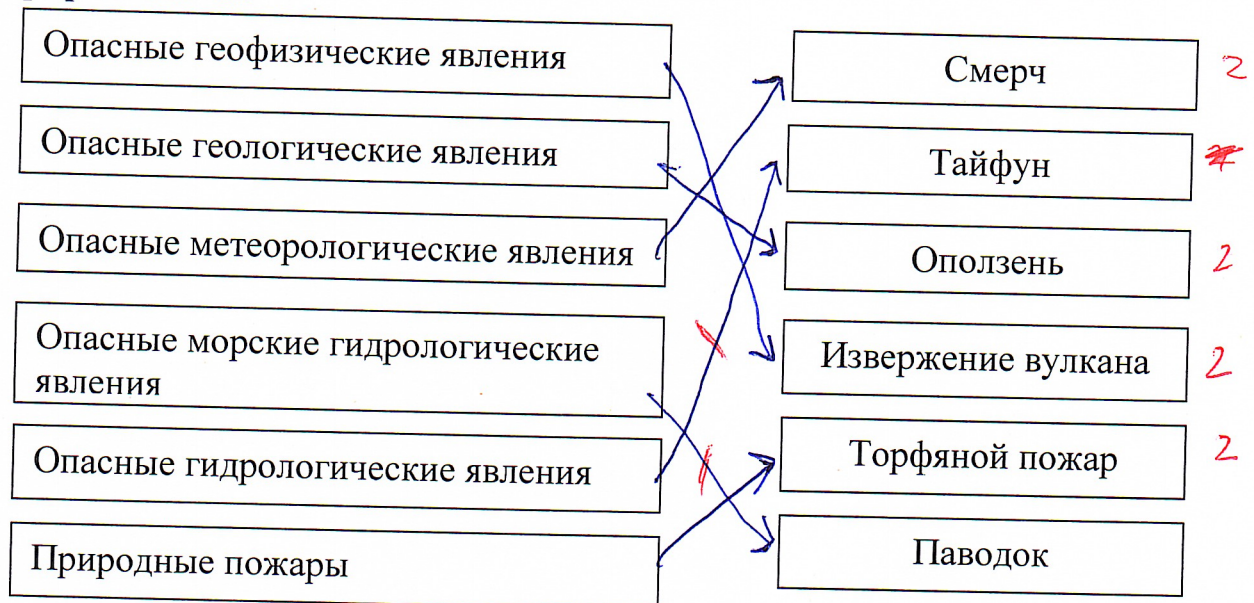 Опасные геофизические явления
Смерч 2
Опасные геологические явления
Тайфун
Опасные метеорологические явления
Оползень 2
Опасные морские гидрологические
явления
Извержение вулкана 2
Опасные гидрологические явления
Торфяной пожар 2
Природные пожары
Паводок